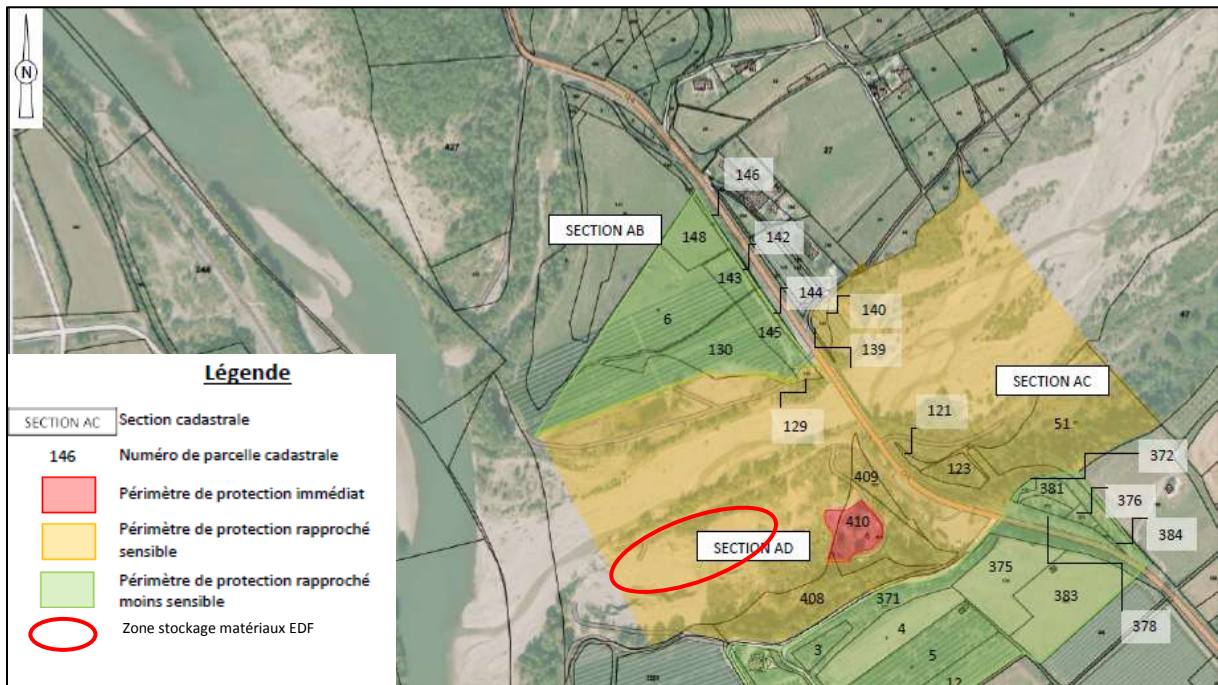 N
427
27
146
SECTION AB
148
142
143
144
6
140
145
139
130
SECTION AC
47
121
129
51
372
409
123
381
376
410
384
SECTION AD
375
408
371
383
4
378
3
5
12
Légende
SECTION AC Section cadastrale
146 Numéro de parcelle cadastrale
Périmètre de protection immédiat
Périmètre de protection rapproché
sensible
Périmètre de protection rapproché
moins sensible
Zone stockage matériaux EDF